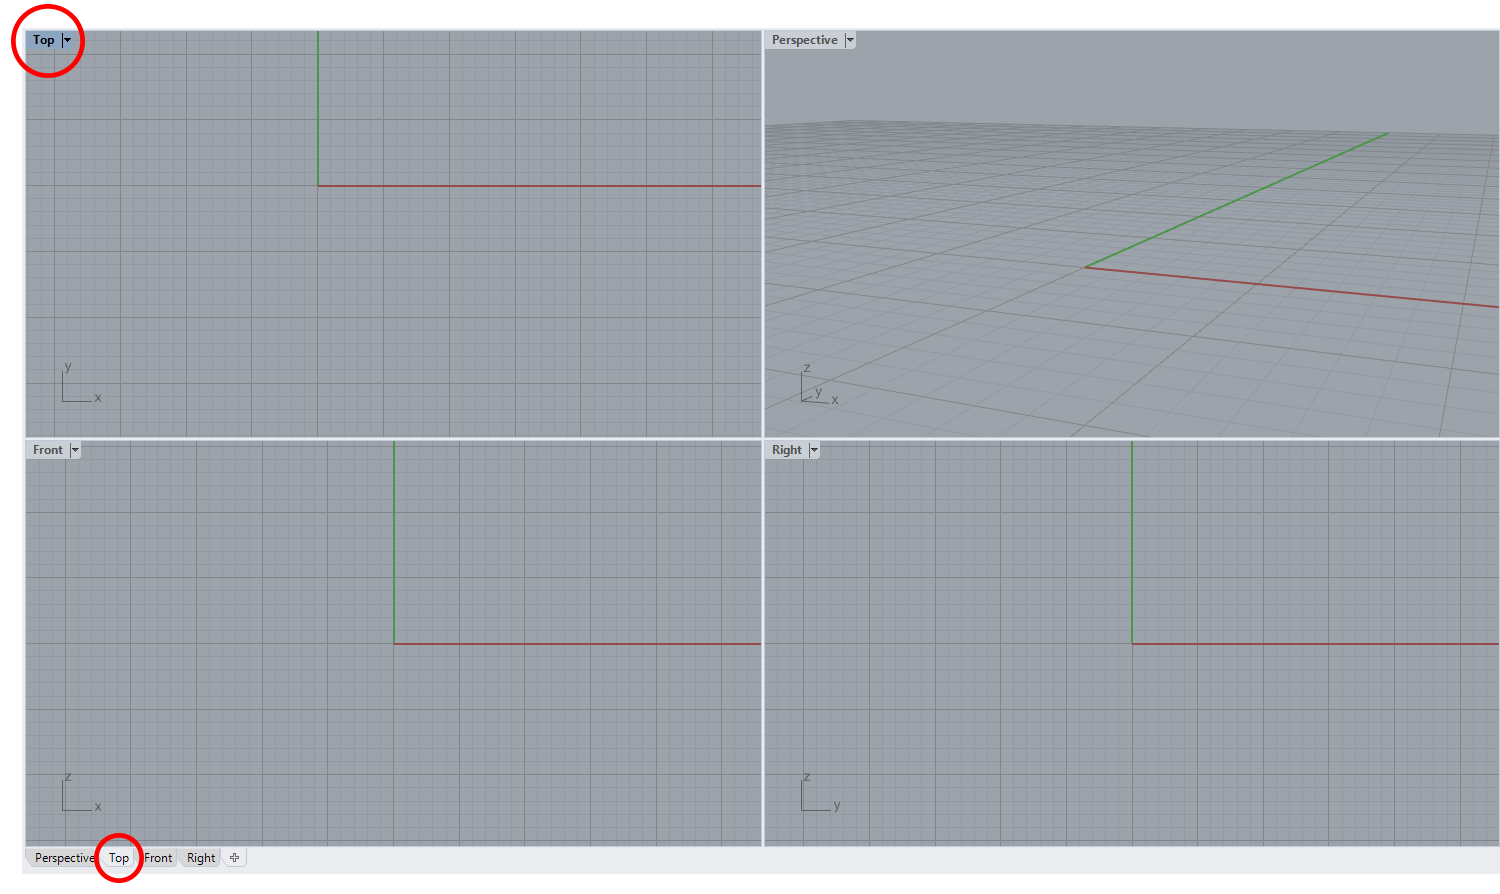 Top
Perspective
y
x
z
y
x
Front
Right
z
x
z
y
Perspective Top Front Right